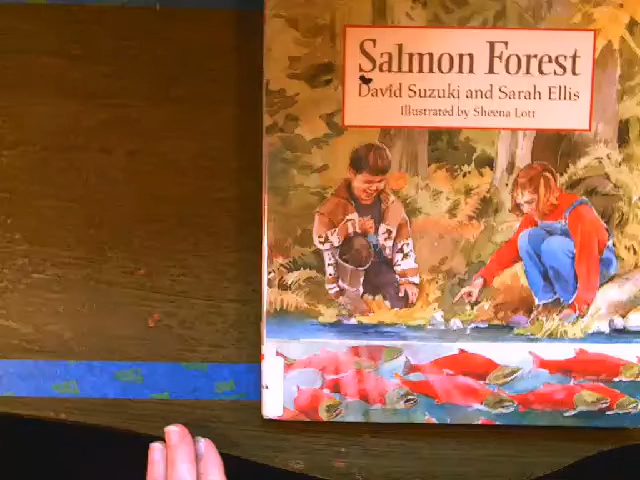 Salmon Forest
David Suzuki and Sarah Ellis
Illustrated by Sheena Lott